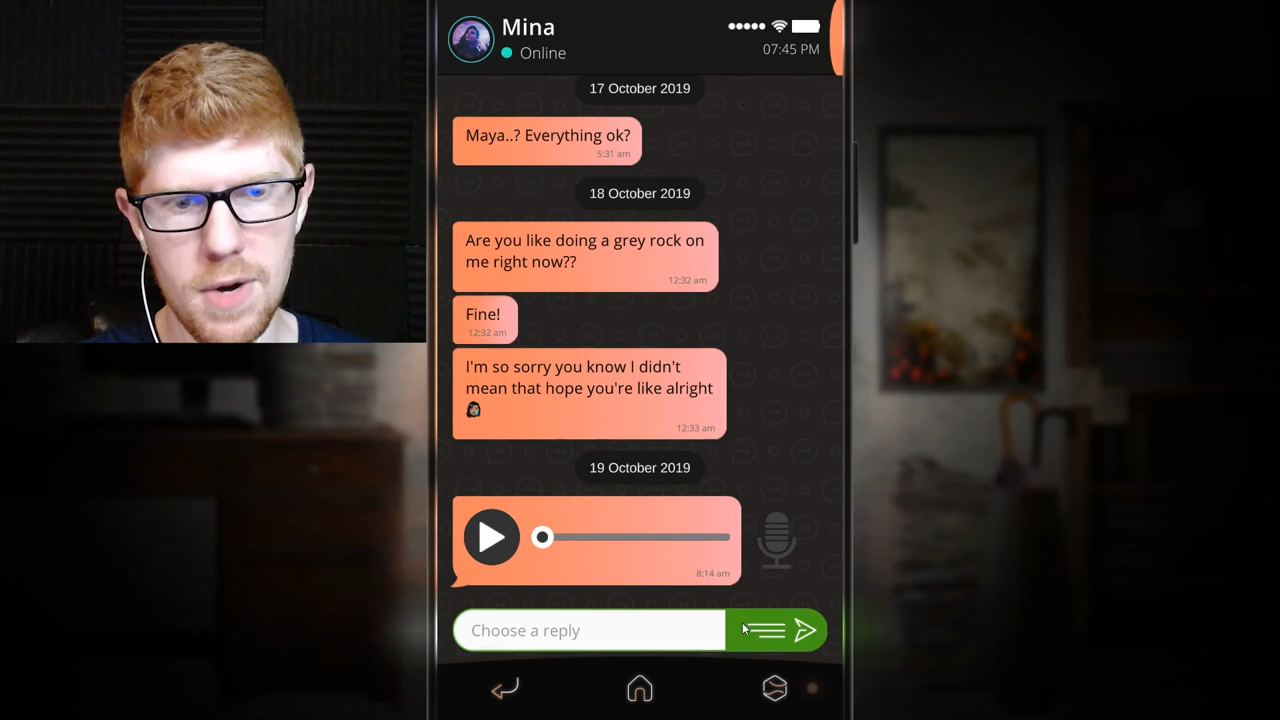 Mina
Online
07:45 PM
17 October 2019
Maya..? Everything ok?
5:31 am
18 October 2019
Are you like doing a grey rock on
me right now??
12:32 am
Fine!
12:32 am
I'm so sorry you know I didn't
mean that hope you're like alright
12:33 am
19 October 2019
8:14 am
Choose a reply